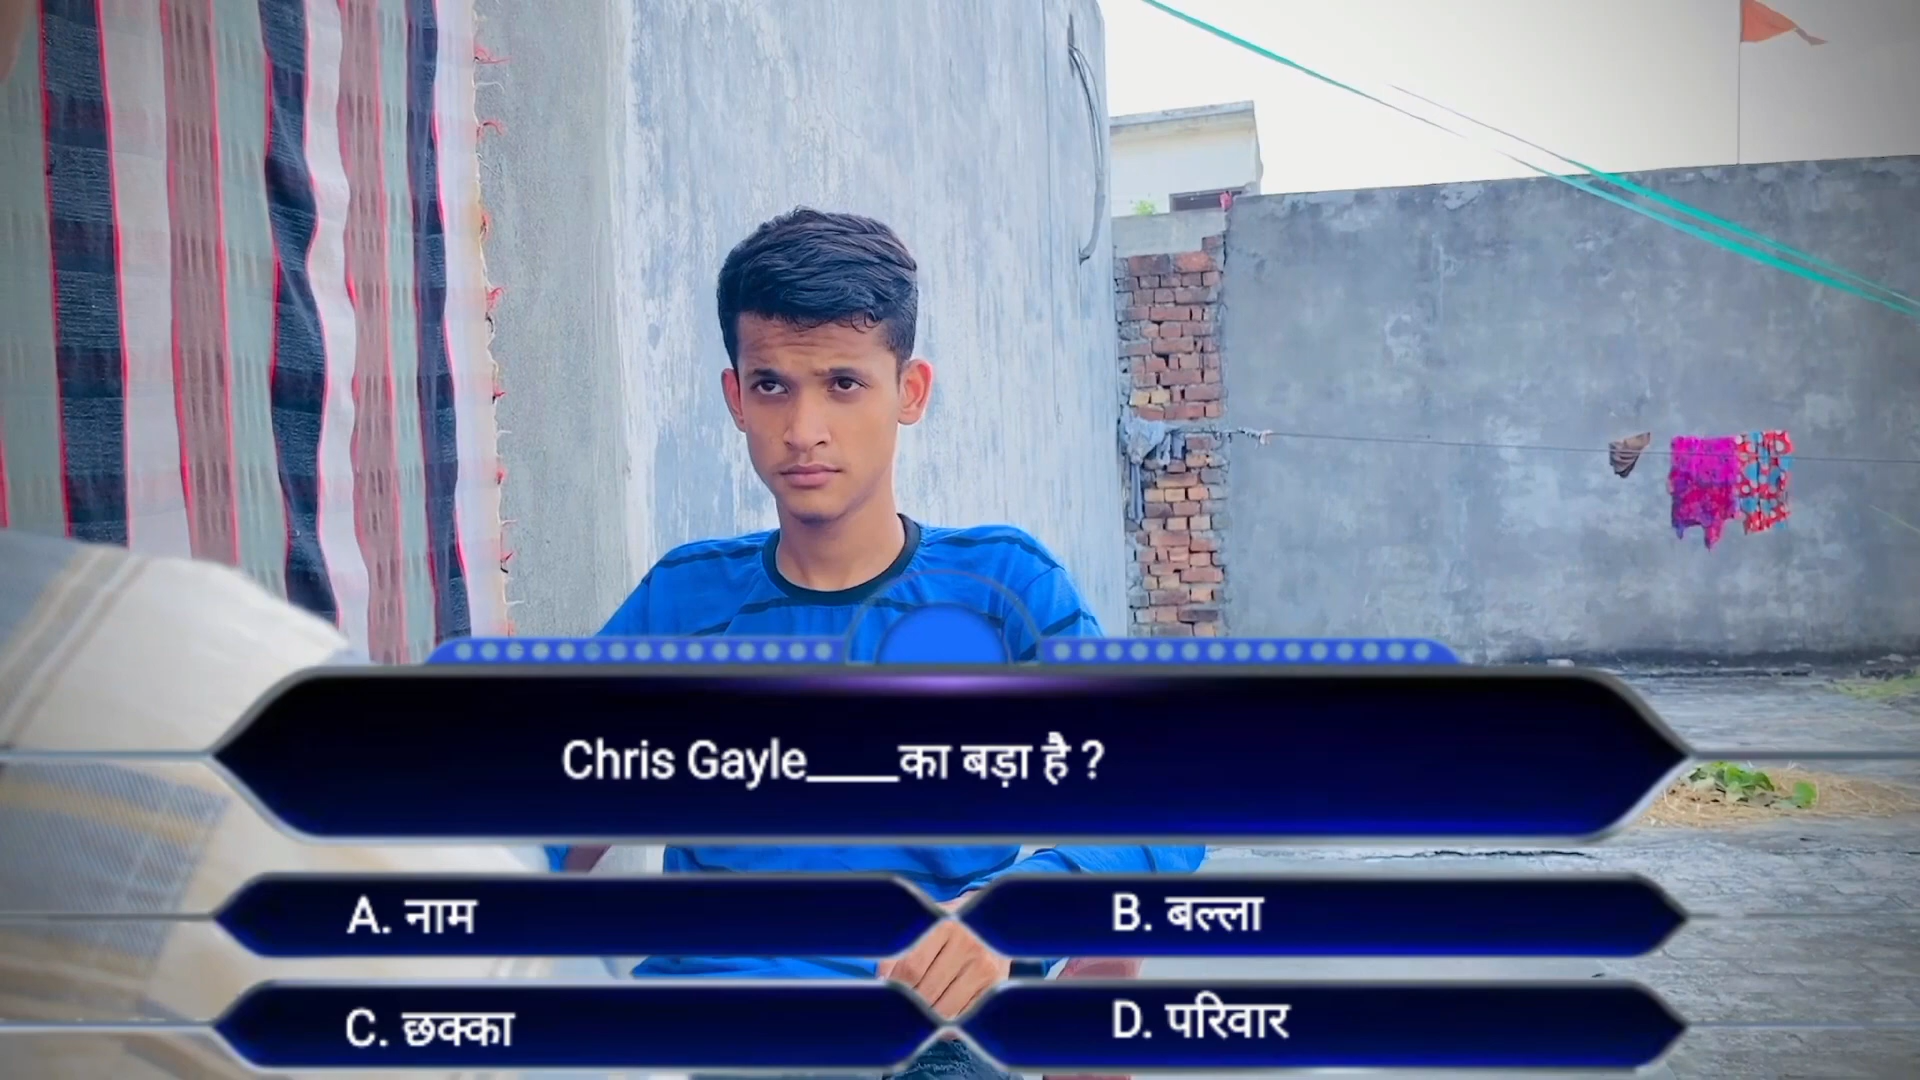 Chris Gayle____का बड़ा है ?
A. नाम
B. बल्ला
C. छक्का
D. परिवार